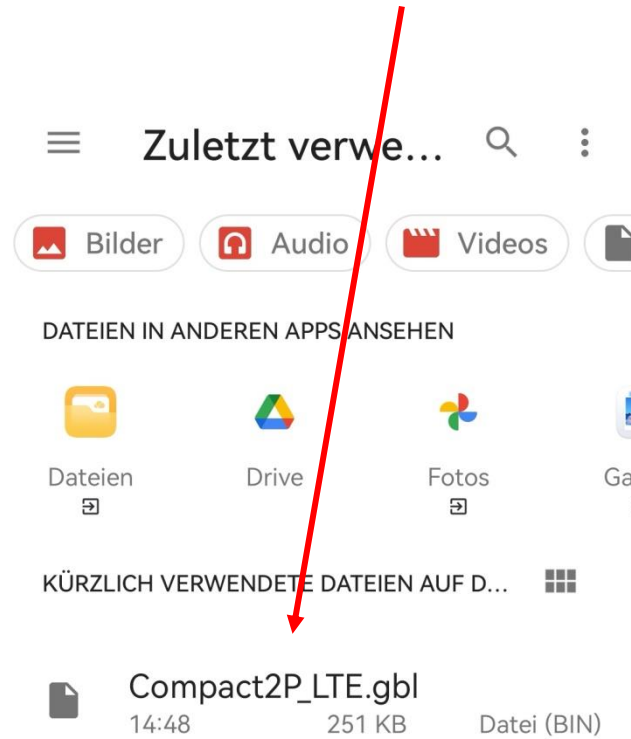 Zuletzt verwe...
Bilder
Audio
Videos
DATEIEN IN ANDEREN APPS ANSEHEN
Dateien
Drive
Fotos
Ga
KÜRZLICH VERWENDETE DATEIEN AUF D...
Compact2P_LTE.gbl
14:48 251 KB Datei (BIN)